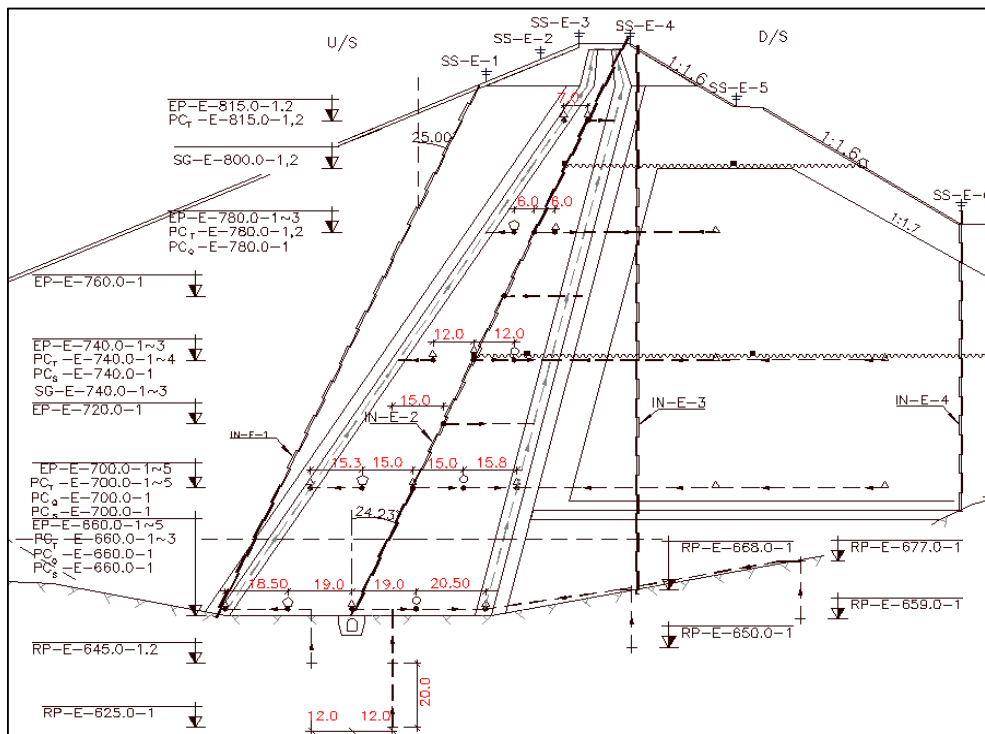 U/S
D/S
SS-E-1
SS-E-2
SS-E-3
SS-E-4
SS-E-5
1:1.6
1:1.6
1:1.7
EP-E-815.0-1.2
PCT-E-815.0-1,2
SG-E-800.0-1,2
EP-E-780.0-1~3
PCT-E-780.0-1,2
PCQ-E-780.0-1
EP-E-760.0-1
EP-E-740.0-1~3
PCT-E-740.0-1~4
PCS-E-740.0-1
SG-E-740.0-1~3
EP-E-720.0-1
EP-E-700.0-1~5
PCT-E-700.0-1~5
PCQ-E-700.0-1
PCS-E-700.0-1
EP-E-660.0-1~5
PCT-E-660.0-1~3
PCQ-E-660.0-1
PCS-E-660.0-1
RP-E-645.0-1.2
RP-E-625.0-1
25.00
7.0
6.0 6.0
12.0 12.0
15.0
IN-E-1
IN-E-2
IN-E-3
IN-E-4
15.3 15.0 15.0 15.8
24.23
18.50 19.0 19.0 20.50
20.0
12.0 12.0
RP-E-668.0-1
RP-E-677.0-1
RP-E-659.0-1
RP-E-650.0-1